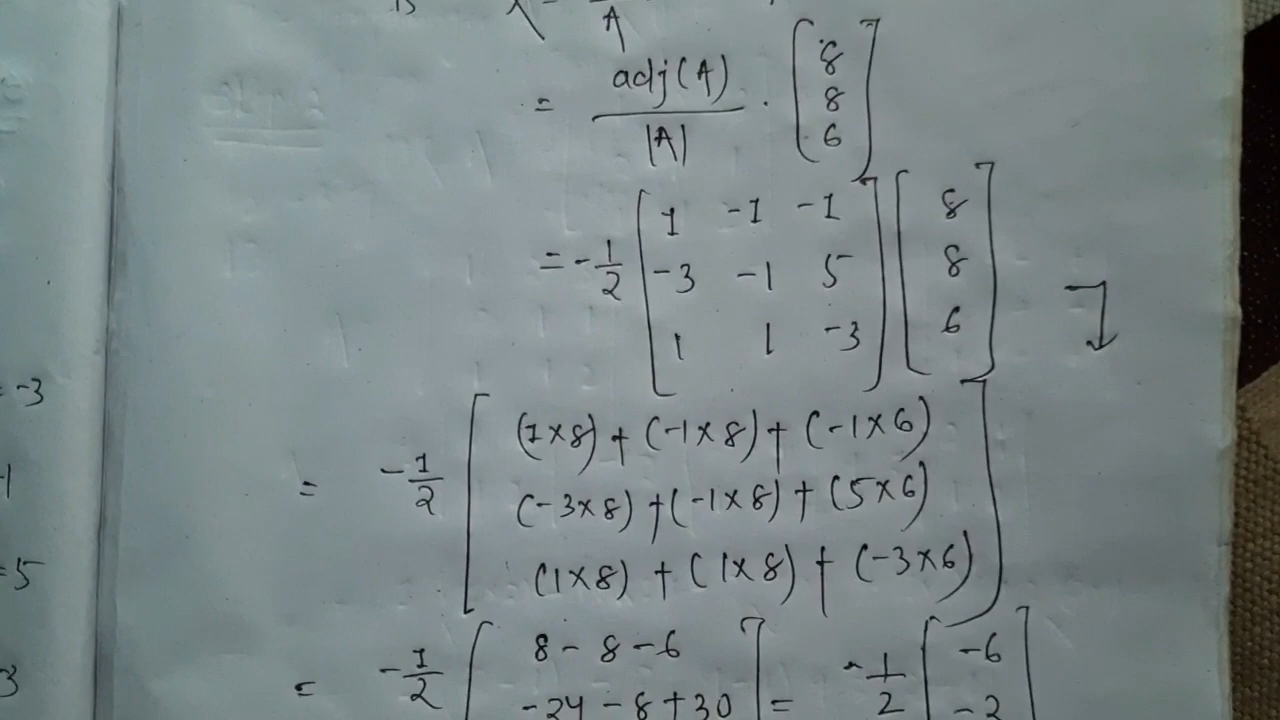 = adj(A) / |A| . [ 8 8 6 ]
= - 1/2 [ 1 -1 -1 [ 8
-3 -1 5 8
1 1 -3 ] 6 ]
= -3
= - 1/2 [ (1×8) + (-1×8) + (-1×6)
-1
(-3×8) + (-1×8) + (5×6)
=5
(1×8) + (1×8) + (-3×6) ]
= - 1/2 [ 8 - 8 - 6 ] = - 1/2 [ -6
3
-24 - 8 + 30 -2 ]